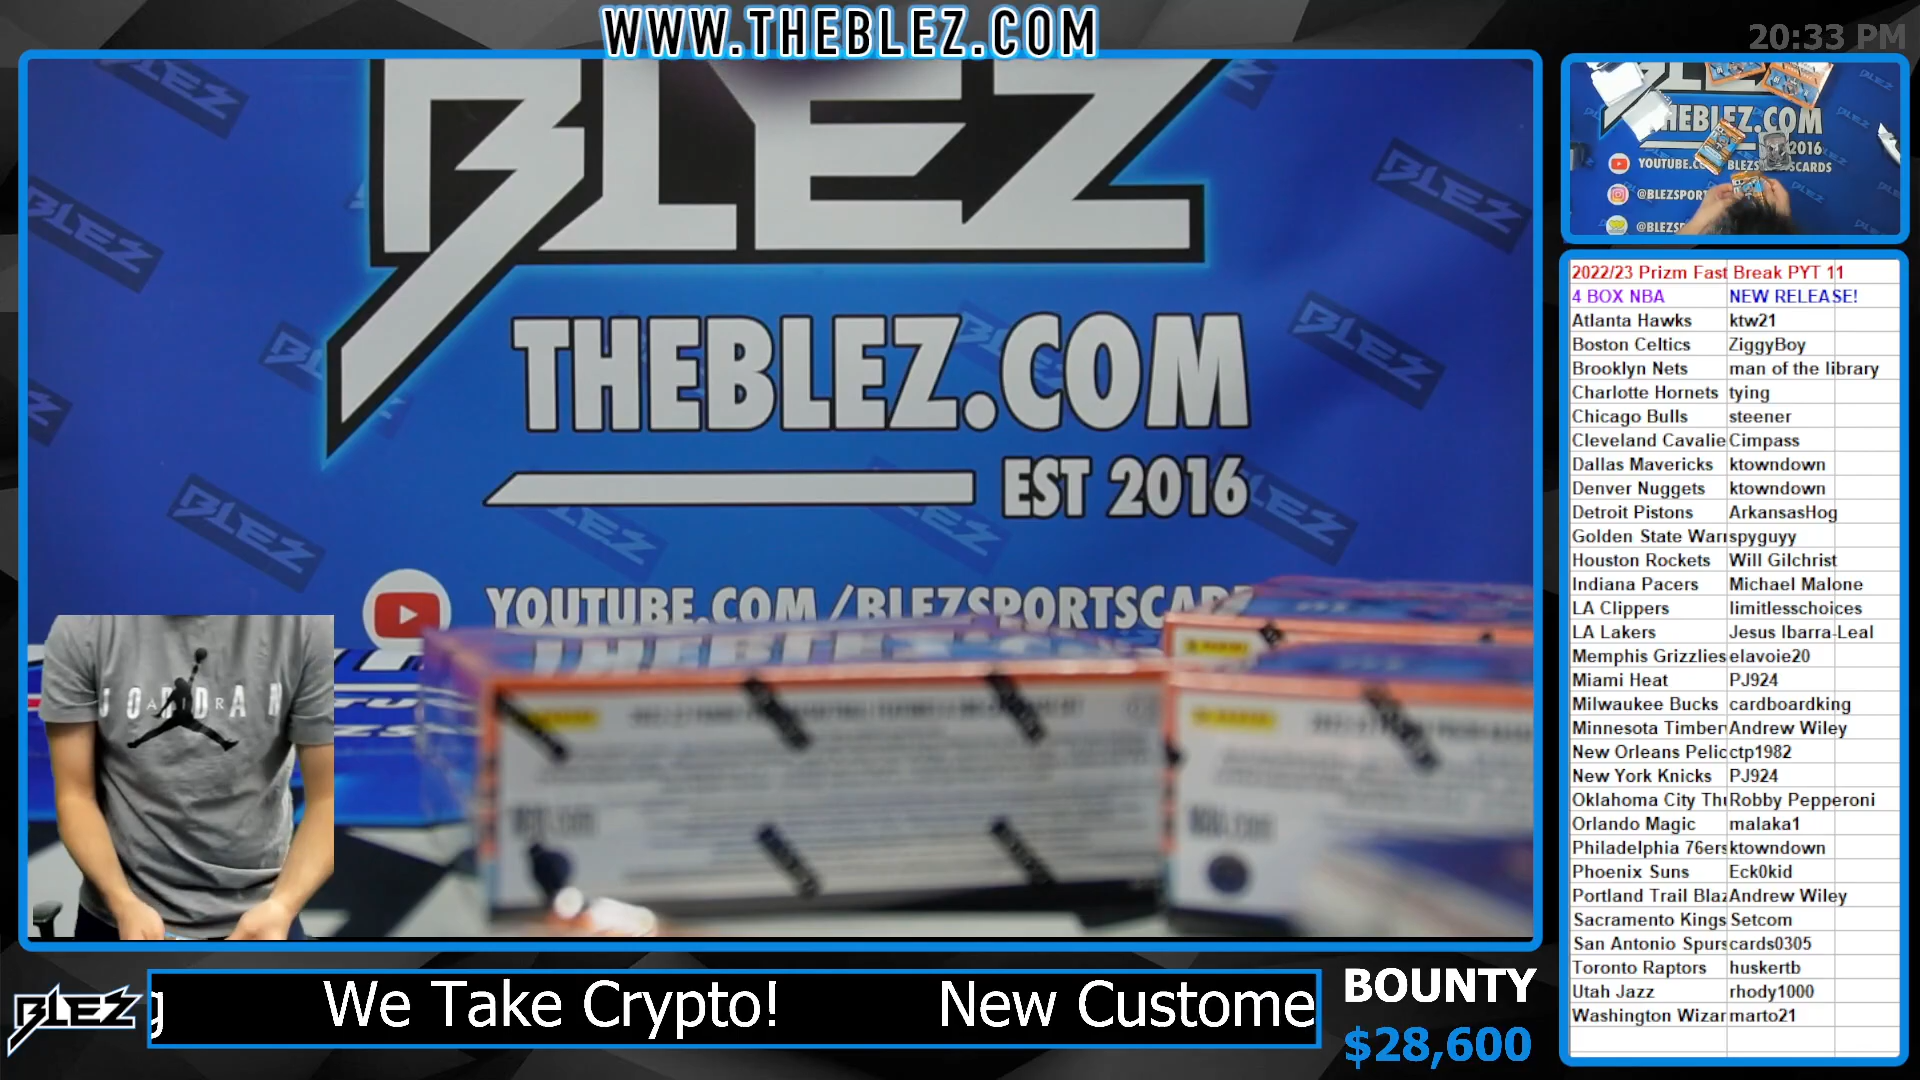 WWW.THEBLEZ.COM
20:33 PM
BLEZ
THEBLEZ.COM
EST 2016
YOUTUBE.COM/BLEZSPORTSCAR
JORDAN
AIR
PANINI
THEBLEZ.COM
2016
YOUTUBE.C BLEZS SCARDS
@BLEZSPORT
@BLEZSP
2022/23 Prizm Fast Break PYT 11
4 BOX NBA NEW RELEASE!
Atlanta Hawks ktw21
Boston Celtics ZiggyBoy
Brooklyn Nets man of the library
Charlotte Hornets tying
Chicago Bulls steener
Cleveland Cavalie Cimpass
Dallas Mavericks ktowndown
Denver Nuggets ktowndown
Detroit Pistons ArkansasHog
Golden State Warr spyguyy
Houston Rockets Will Gilchrist
Indiana Pacers Michael Malone
LA Clippers limitlesschoices
LA Lakers Jesus Ibarra-Leal
Memphis Grizzlies elavoie20
Miami Heat PJ924
Milwaukee Bucks cardboardking
Minnesota Timber Andrew Wiley
New Orleans Pelic ctp1982
New York Knicks PJ924
Oklahoma City Thu Robby Pepperoni
Orlando Magic malaka1
Philadelphia 76ers ktowndown
Phoenix Suns Eck0kid
Portland Trail Blaz Andrew Wiley
Sacramento Kings Setcom
San Antonio Spurs cards0305
Toronto Raptors huskertb
Utah Jazz rhody1000
Washington Wizar marto21
BLEZ
g We Take Crypto! New Custome
BOUNTY
$28,600